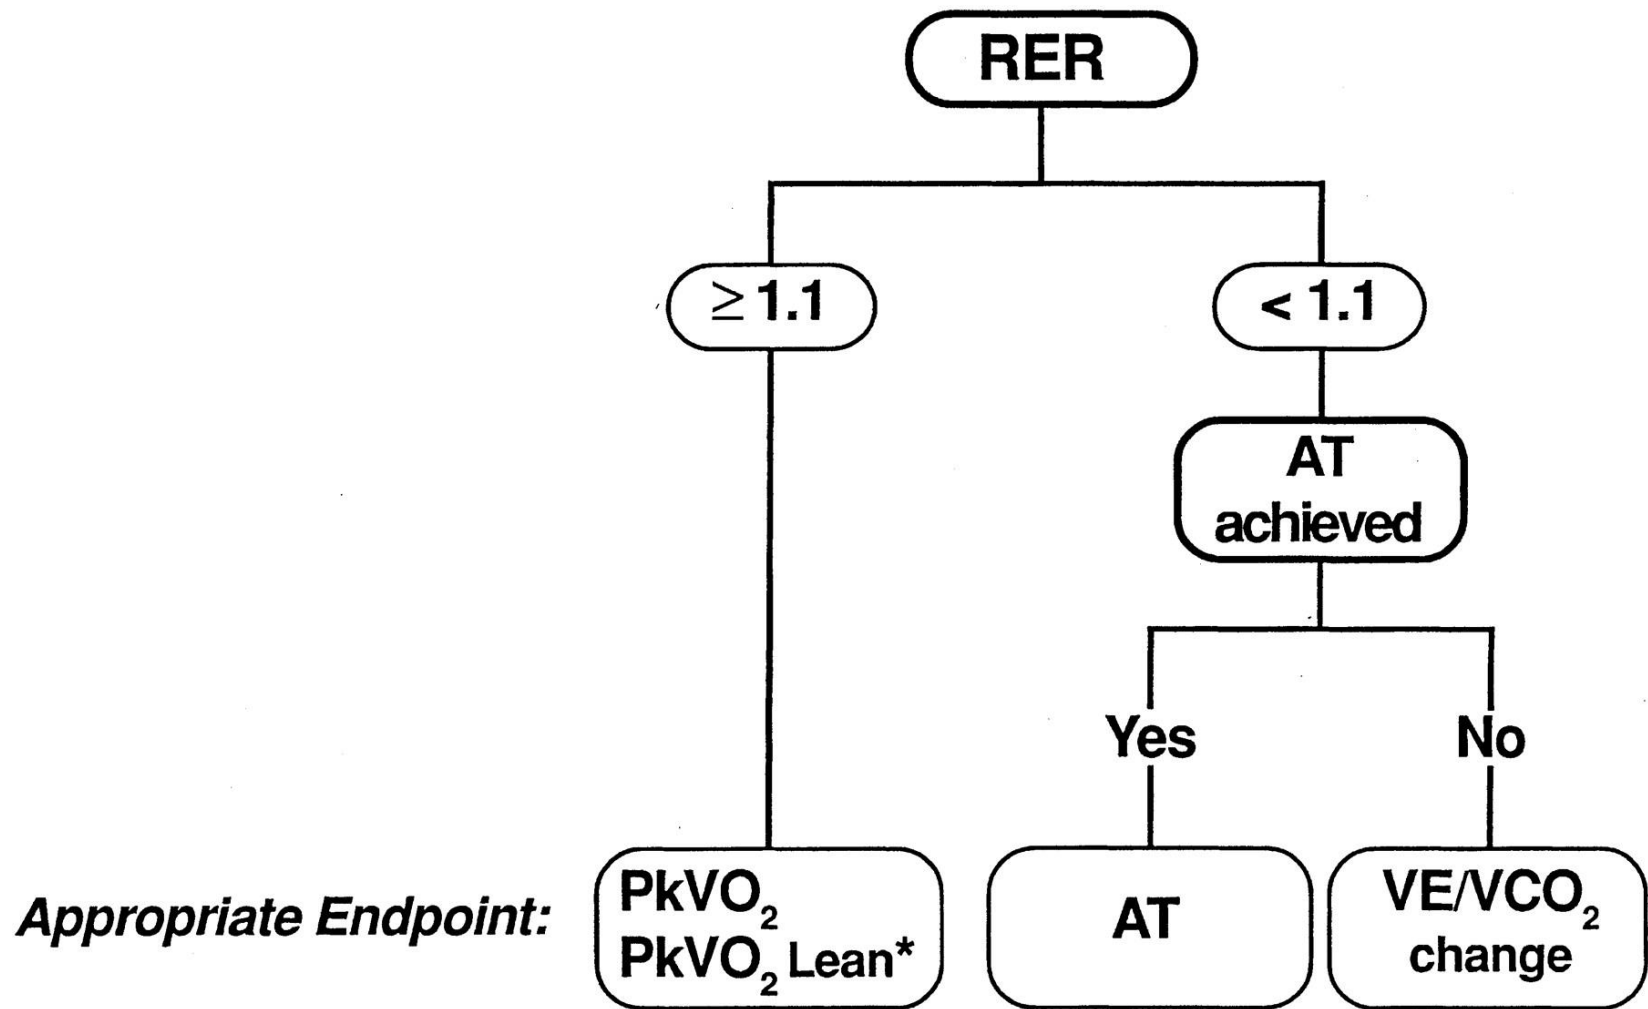 RER
≥ 1.1
< 1.1
AT
achieved
Yes
No
Appropriate Endpoint:
PkVO₂
PkVO₂ Lean*
AT
VE/VCO₂
change